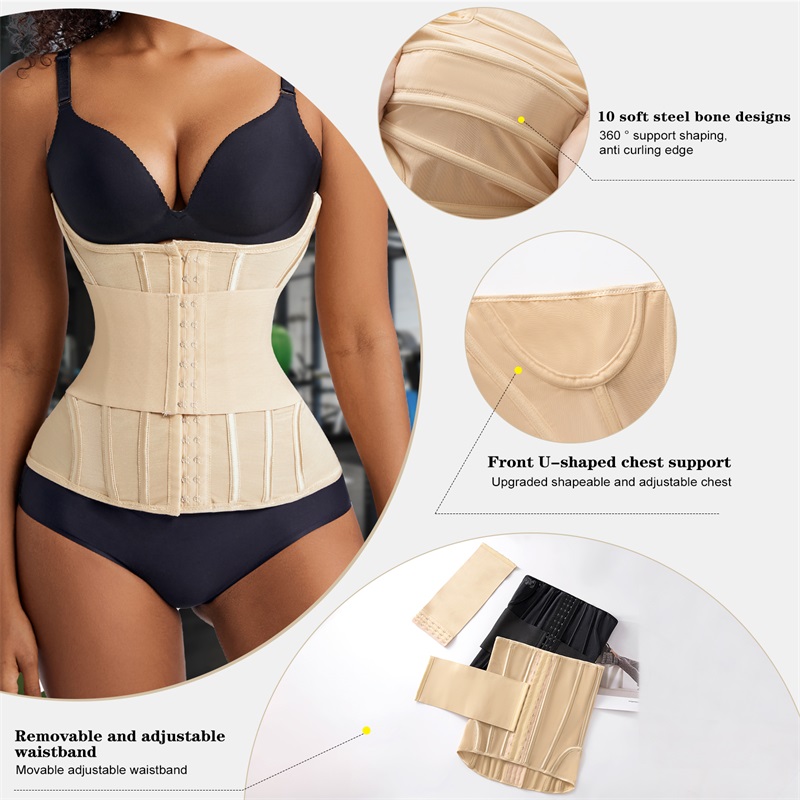 10 soft steel bone designs
360 ° support shaping,
anti curling edge
Front U-shaped chest support
Upgraded shapeable and adjustable chest
Removable and adjustable
waistband
Movable adjustable waistband